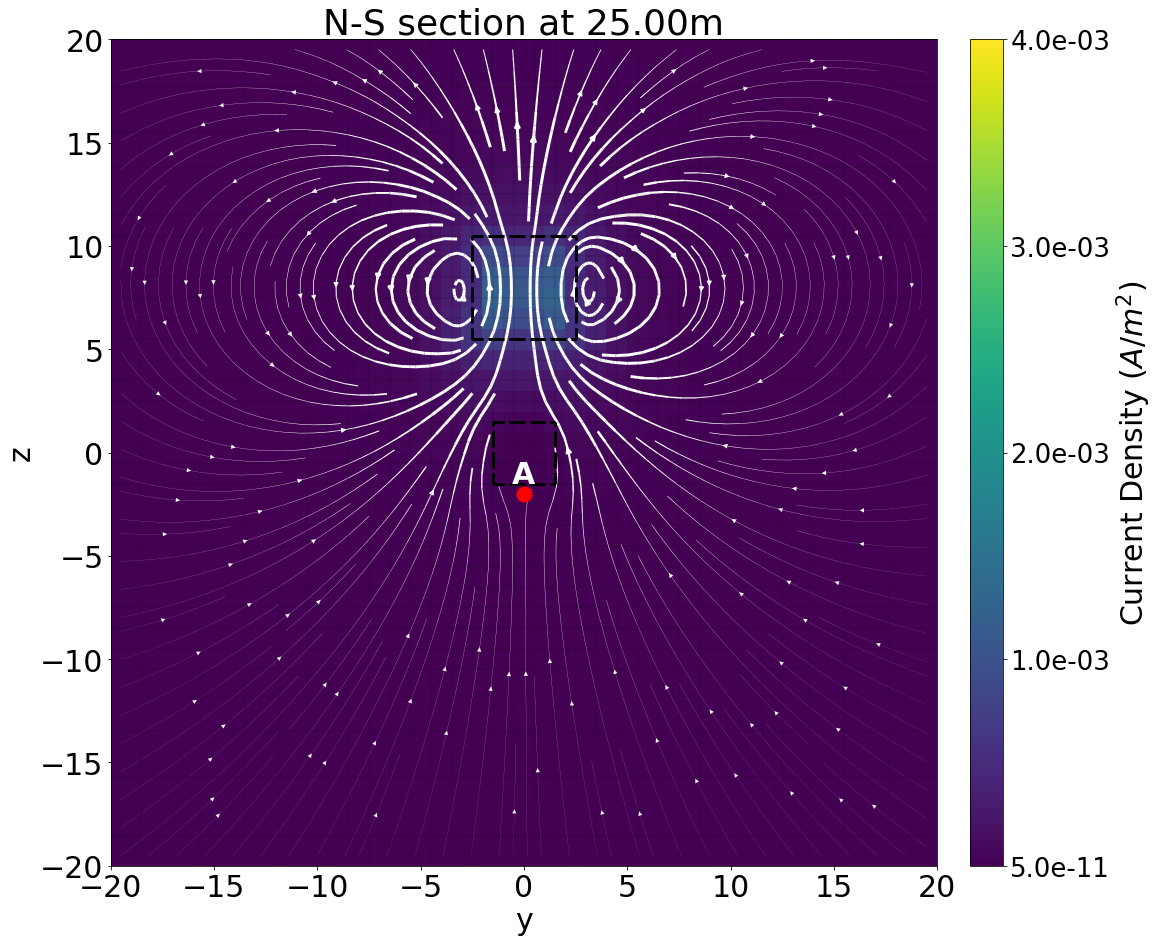 N-S section at 25.00m
20
15
10
5
0
−5
−10
−15
−20
z
−20 −15 −10 −5 0 5 10 15 20
y
A
4.0e-03
3.0e-03
2.0e-03
1.0e-03
5.0e-11
Current Density (A/m²)